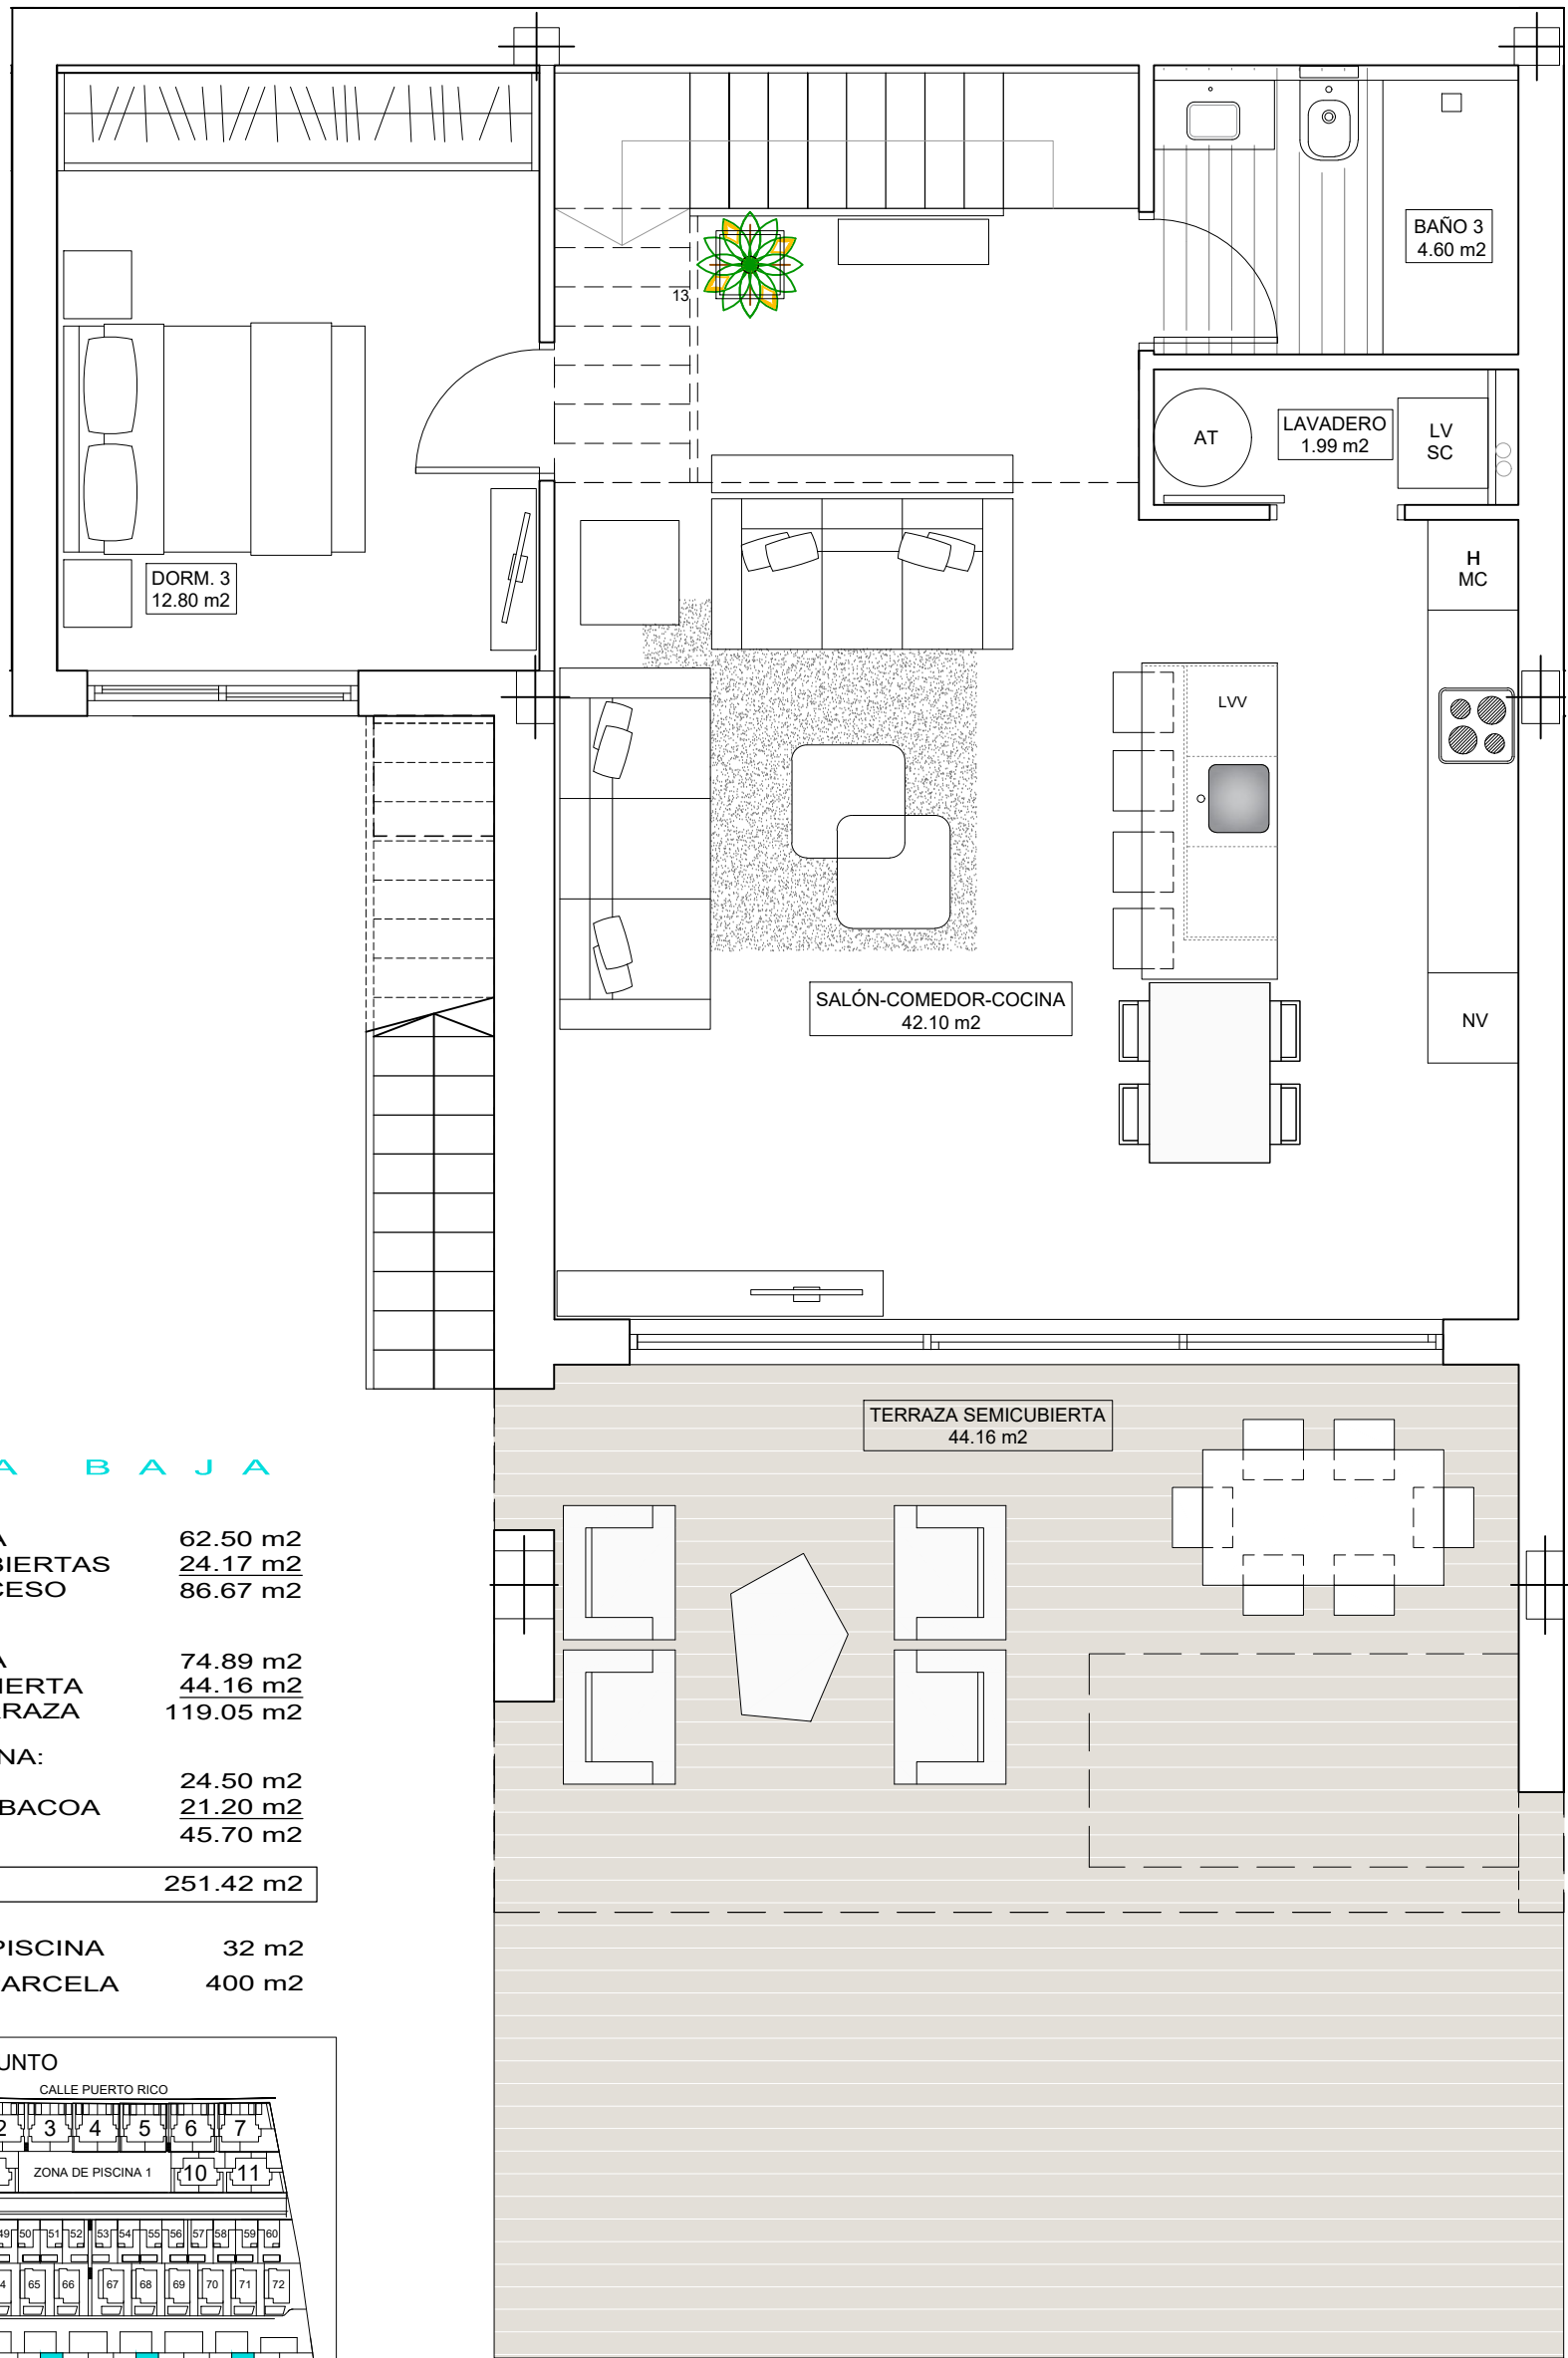 BAÑO 3
4.60 m2
13
AT
LAVADERO
1.99 m2
LV
SC
H
MC
DORM. 3
12.80 m2
LVV
SALÓN-COMEDOR-COCINA
42.10 m2
NV
TERRAZA SEMICUBIERTA
44.16 m2
A BAJA
A 62.50 m2
BIERTAS 24.17 m2
CESO 86.67 m2
A 74.89 m2
IERTA 44.16 m2
RAZA 119.05 m2
NA:
24.50 m2
BACOA 21.20 m2
45.70 m2
251.42 m2
PISCINA 32 m2
ARCELA 400 m2
UNTO
CALLE PUERTO RICO
2 3 4 5 6 7
ZONA DE PISCINA 1 10 11
49 50 51 52 53 54 55 56 57 58 59 60
4 65 66 67 68 69 70 71 72